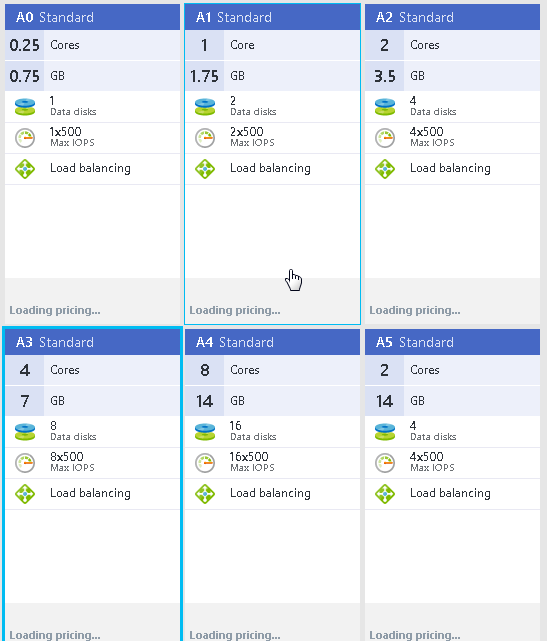 A0 Standard
0.25 Cores
0.75 GB
1
Data disks
1x500
Max IOPS
Load balancing
Loading pricing...
A1 Standard
1 Core
1.75 GB
2
Data disks
2x500
Max IOPS
Load balancing
Loading pricing...
A2 Standard
2 Cores
3.5 GB
4
Data disks
4x500
Max IOPS
Load balancing
Loading pricing...
A3 Standard
4 Cores
7 GB
8
Data disks
8x500
Max IOPS
Load balancing
Loading pricing...
A4 Standard
8 Cores
14 GB
16
Data disks
16x500
Max IOPS
Load balancing
Loading pricing...
A5 Standard
2 Cores
14 GB
4
Data disks
4x500
Max IOPS
Load balancing
Loading pricing...